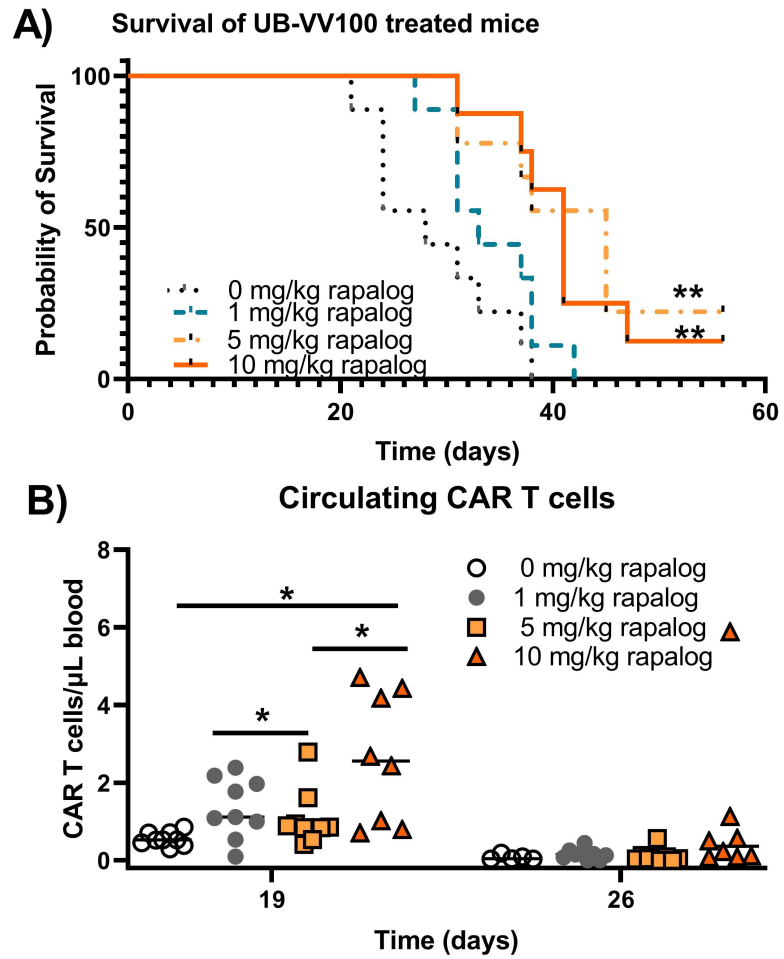 A)
Survival of UB-VV100 treated mice
Probability of Survival
100
50
0
0 mg/kg rapalog
1 mg/kg rapalog
5 mg/kg rapalog
10 mg/kg rapalog
**
**
0 20 40 60
Time (days)
B)
Circulating CAR T cells
CAR T cells/µL blood
8
6
4
2
0
0 mg/kg rapalog
1 mg/kg rapalog
5 mg/kg rapalog
10 mg/kg rapalog
*
*
*
19 26
Time (days)